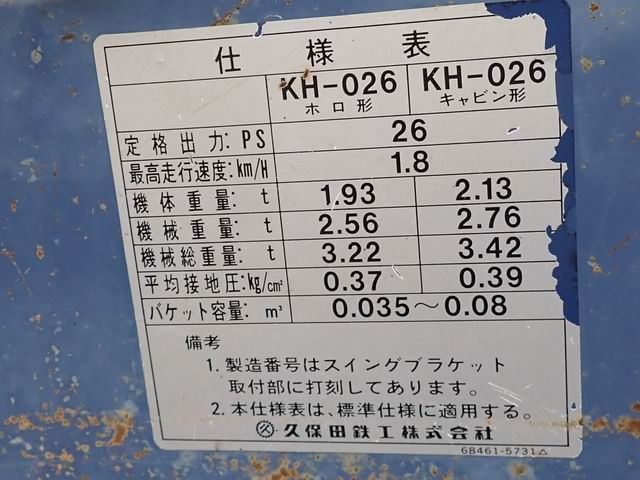 仕様表
KH-026 KH-026
ホロ形 キャビン形
定格出力: PS 26
最高走行速度: km/H 1.8
機体重量: t 1.93 2.13
機械重量: t 2.56 2.76
機械総重量: t 3.22 3.42
平均接地圧: kg/cm² 0.37 0.39
バケット容量: m³ 0.035～0.08
備考
1. 製造番号はスイングブラケット
取付部に打刻してあります。
2. 本仕様表は、標準仕様に適用する。
久保田鉄工株式会社
68461-5731△